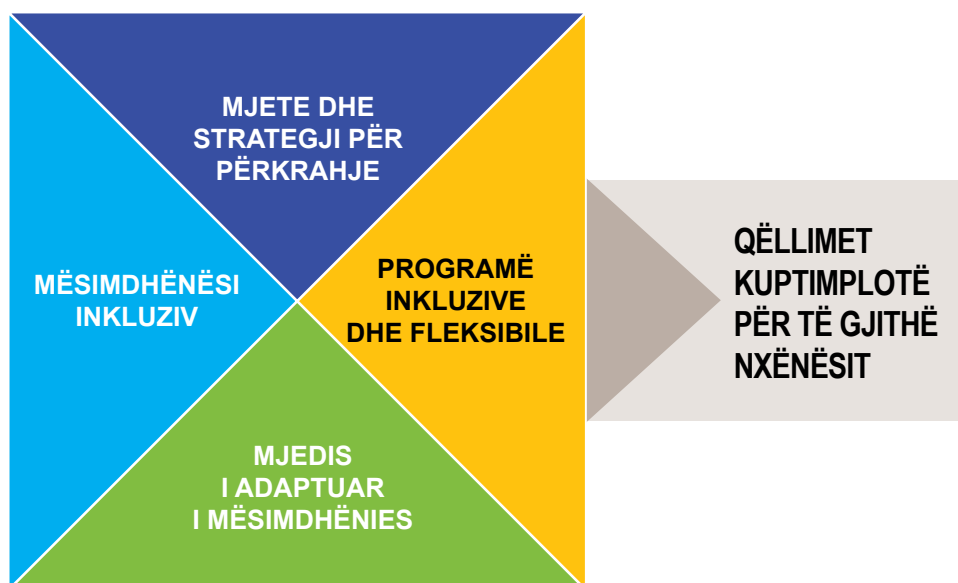 MJETE DHE
STRATEGJI PËR
PËRKRAHJE
MËSIMDHËNËSI
INKLUZIV
PROGRAMË
INKLUZIVE
DHE FLEKSIBILE
MJEDIS
I ADAPTUAR
I MËSIMDHËNIES
QËLLIMET
KUPTIMPLOTË
PËR TË GJITHË
NXËNËSIT